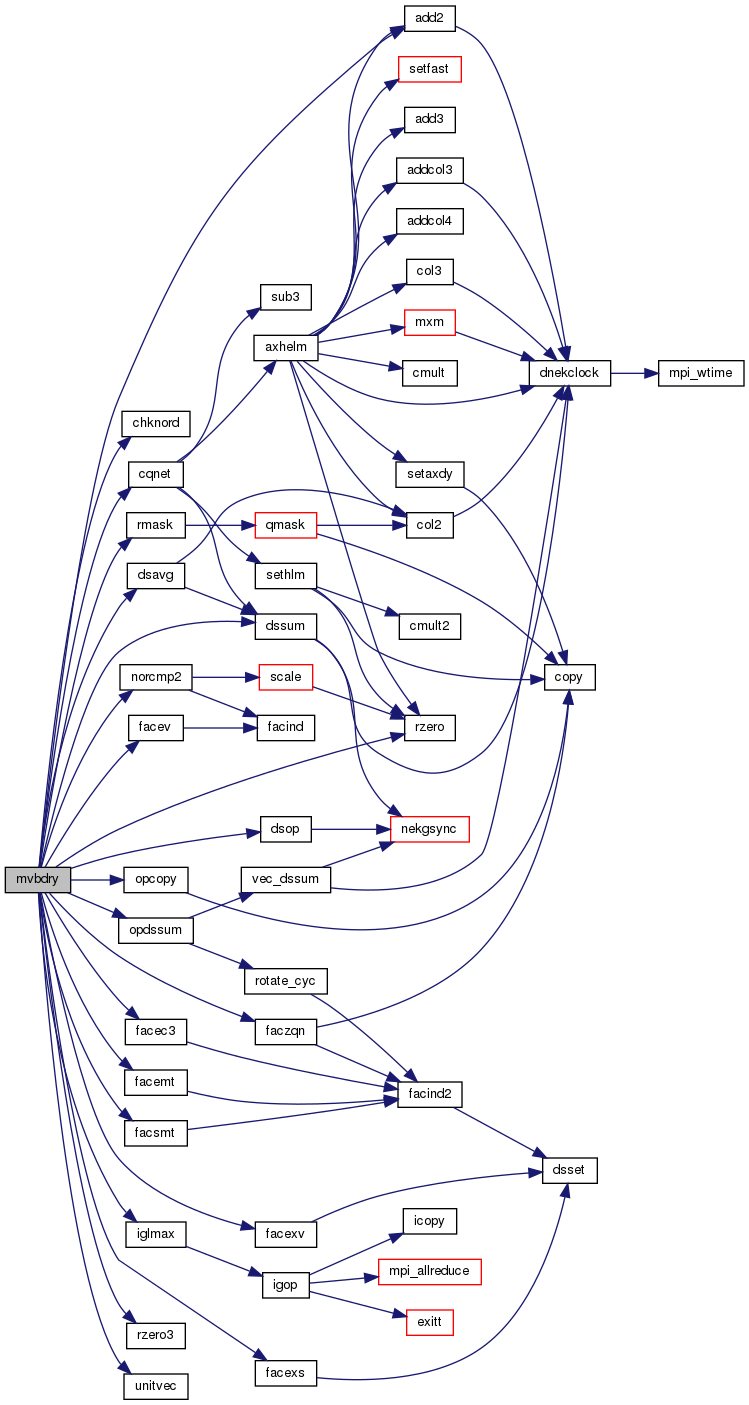 add2
setfast
add3
addcol3
addcol4
col3
sub3
mxm
axhelm
cmult
dnekclock
mpi_wtime
chknord
cqnet
setaxdy
rmask
qmask
col2
dsavg
sethlm
dssum
cmult2
norcmp2
scale
copy
facev
facind
rzero
dsop
nekgsync
mvbdry
opcopy
vec_dssum
opdssum
rotate_cyc
facec3
faczqn
facemt
facind2
facsmt
dsset
iglmax
facexv
icopy
igop
mpi_allreduce
exitt
rzero3
facexs
unitvec